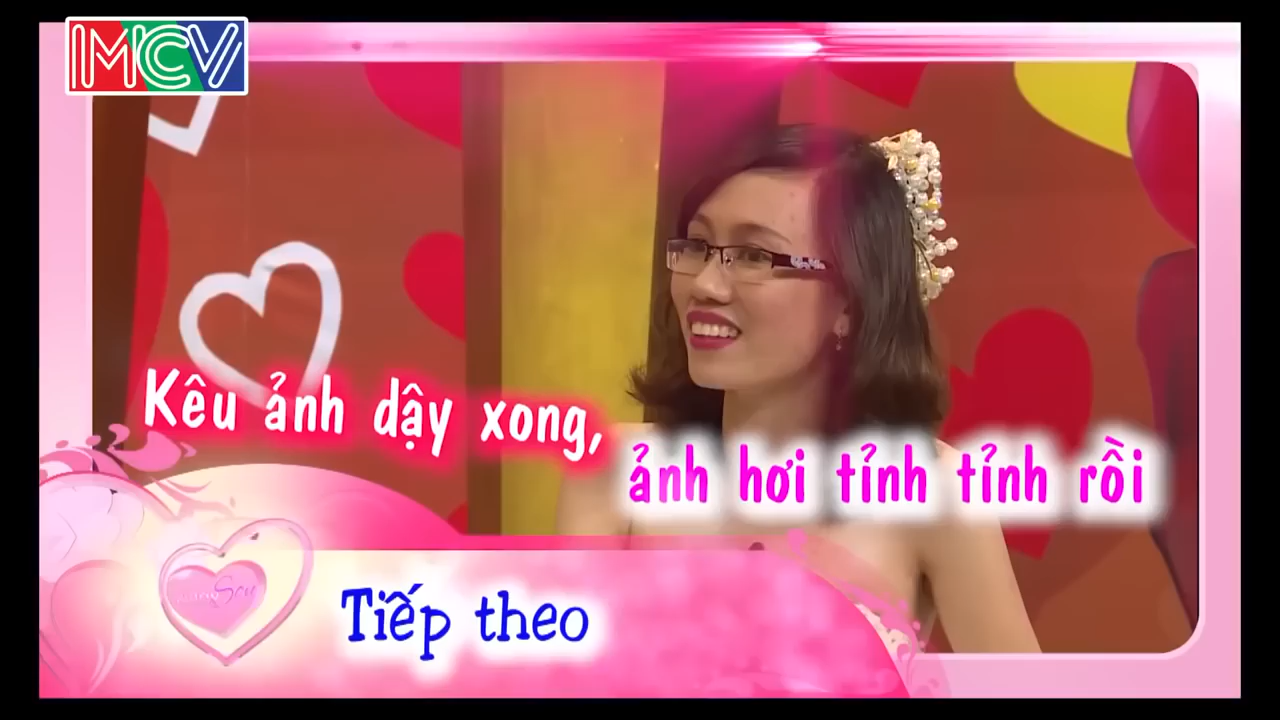 MCV
Kêu ảnh dậy xong,
ảnh hơi tỉnh tỉnh rồi
Tiếp theo